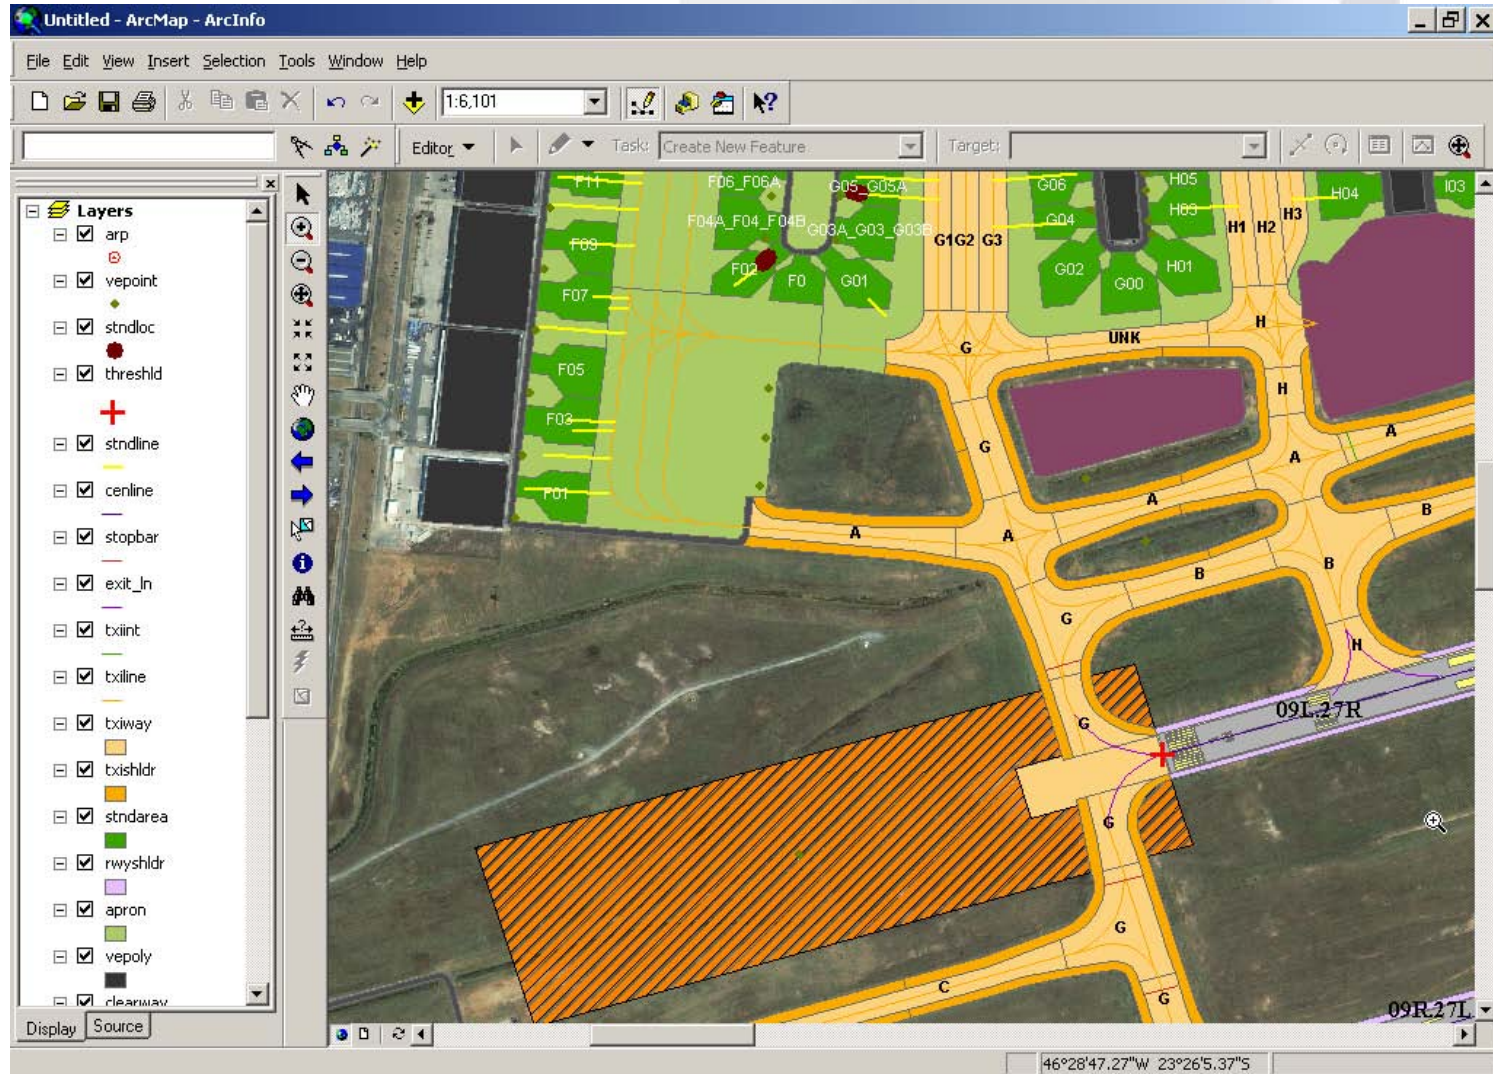 Untitled - ArcMap - ArcInfo
File Edit View Insert Selection Tools Window Help
1:6,101
Editor Task: Create New Feature Target:
Layers
arp
vepoint
stndloc
threshld
stndline
cenline
stopbar
exit_ln
txiint
txiline
txiway
txishldr
stndarea
rwyshldr
apron
vepoly
clearway
Display Source
F11 F06_F06A G05_G05A G06 H05 H04 I03
F04A_F04_F04B G03A_G03_G03B G04 H03
F09 G1 G2 G3 H1 H2 H3
F07 F02 F0 G01 G02 G00 H01
G UNK H
F05 H
F03 G A A
F01 A B
A A B B
G
H
09L.27R
G
G
G
C G
09R.27L
46°28'47.27"W 23°26'5.37"S